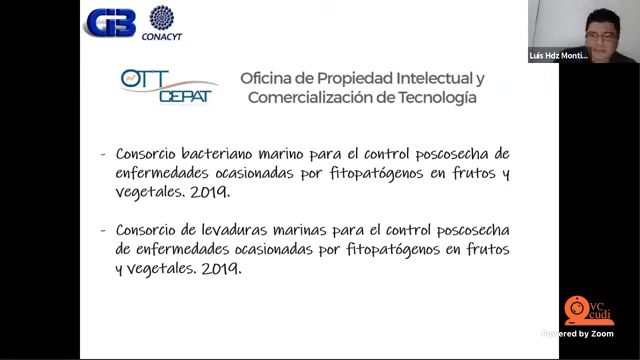 CIB
CONACYT
Luis Hdz Monti...
OTT
CEPAT
Oficina de Propiedad Intelectual y
Comercialización de Tecnología
- Consorcio bacteriano marino para el control poscosecha de
enfermedades ocasionadas por fitopatógenos en frutos y
vegetales. 2019.
- Consorcio de levaduras marinas para el control poscosecha
de enfermedades ocasionadas por fitopatógenos en frutos
y vegetales. 2019.
VC
cudi
Powered by Zoom